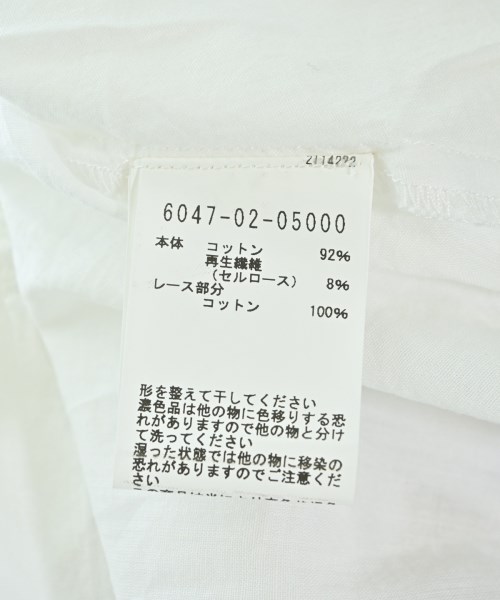 2114222
6047-02-05000
本体 コットン 92%
再生繊維
(セルロース) 8%
レース部分
コットン 100%
形を整えて干してください
濃色品は他の物に色移りする恐
れがありますので他の物と分け
て洗ってください
湿った状態では他の物に移染の
恐れがありますのでご注意くだ
さい